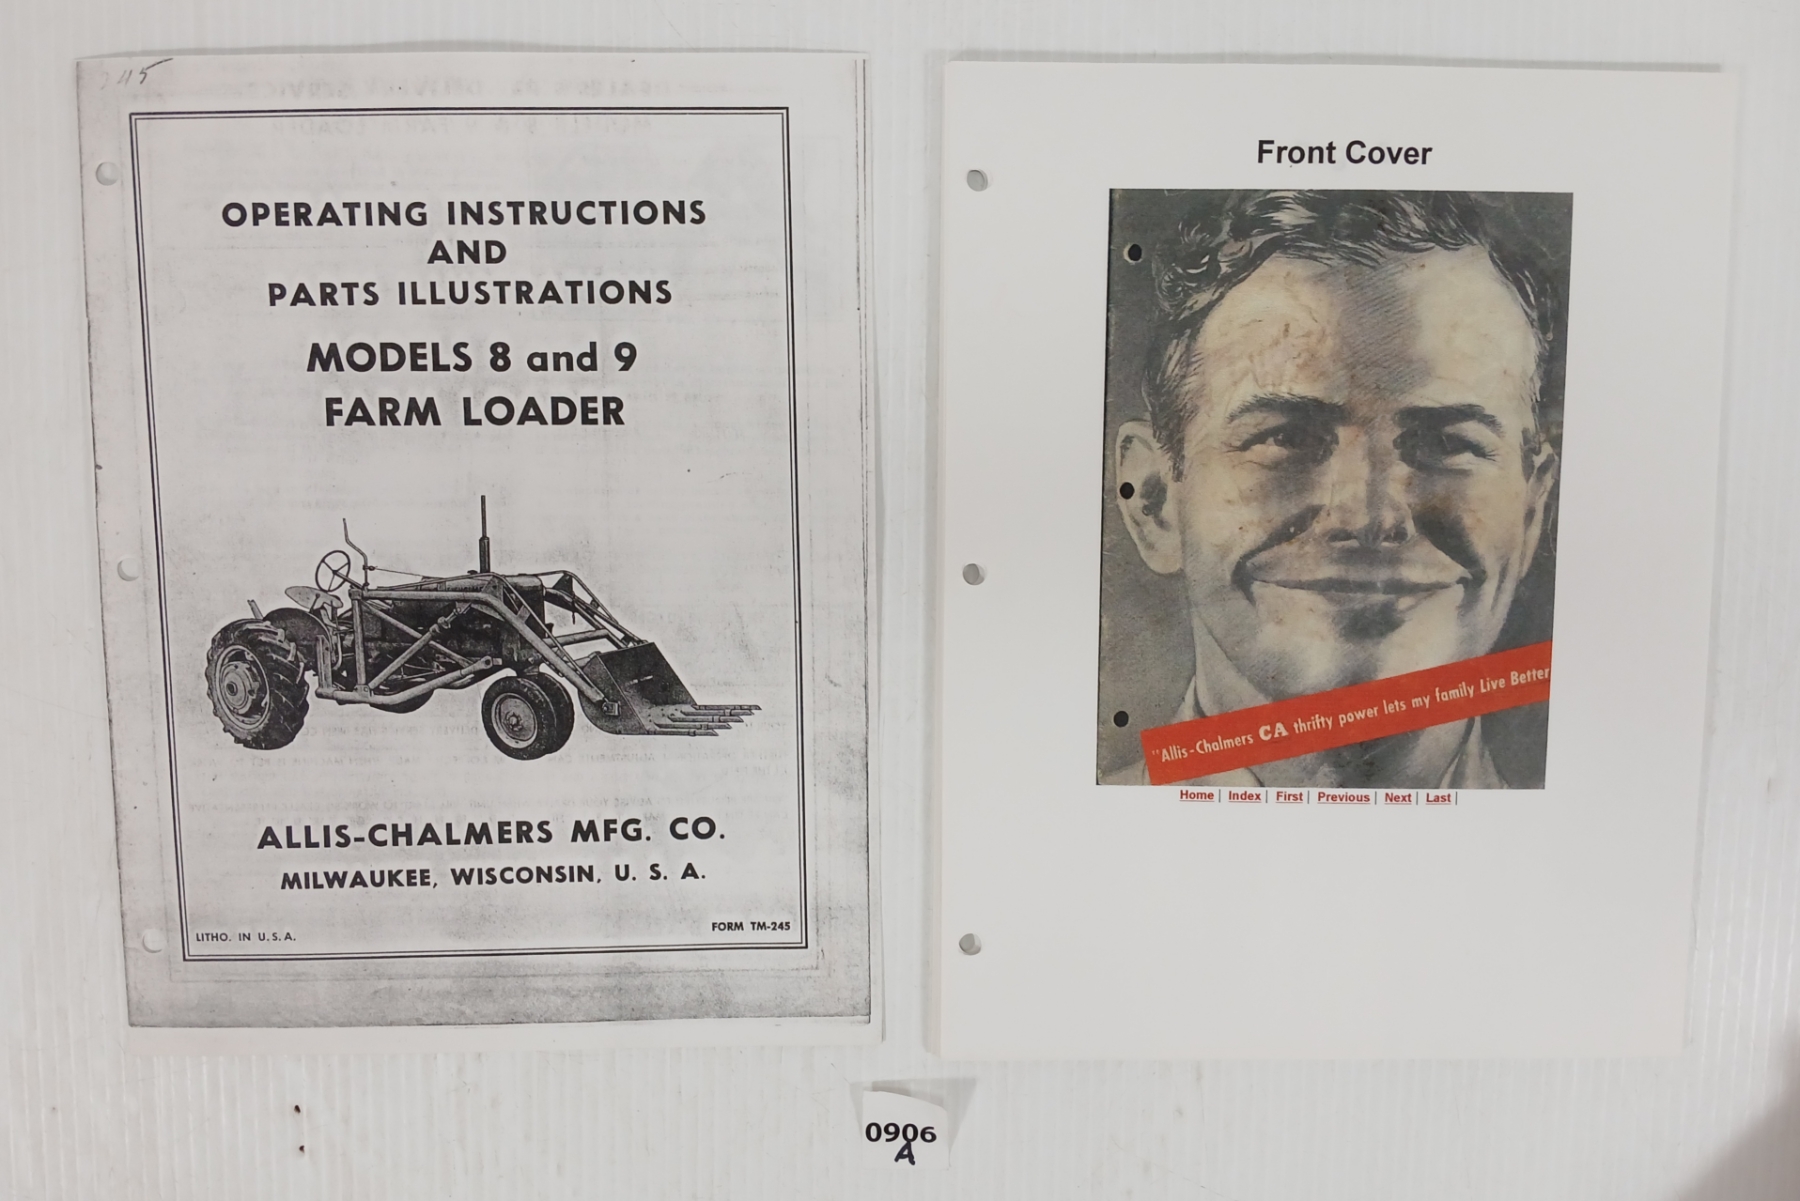 OPERATING INSTRUCTIONS
AND
PARTS ILLUSTRATIONS
MODELS 8 and 9
FARM LOADER
ALLIS-CHALMERS MFG. CO.
MILWAUKEE, WISCONSIN, U. S. A.
LITHO. IN U.S.A.
FORM TM-245
Front Cover
"Allis-Chalmers CA thrifty power lets my family Live Better
Home | Index | First | Previous | Next | Last |
0906
A